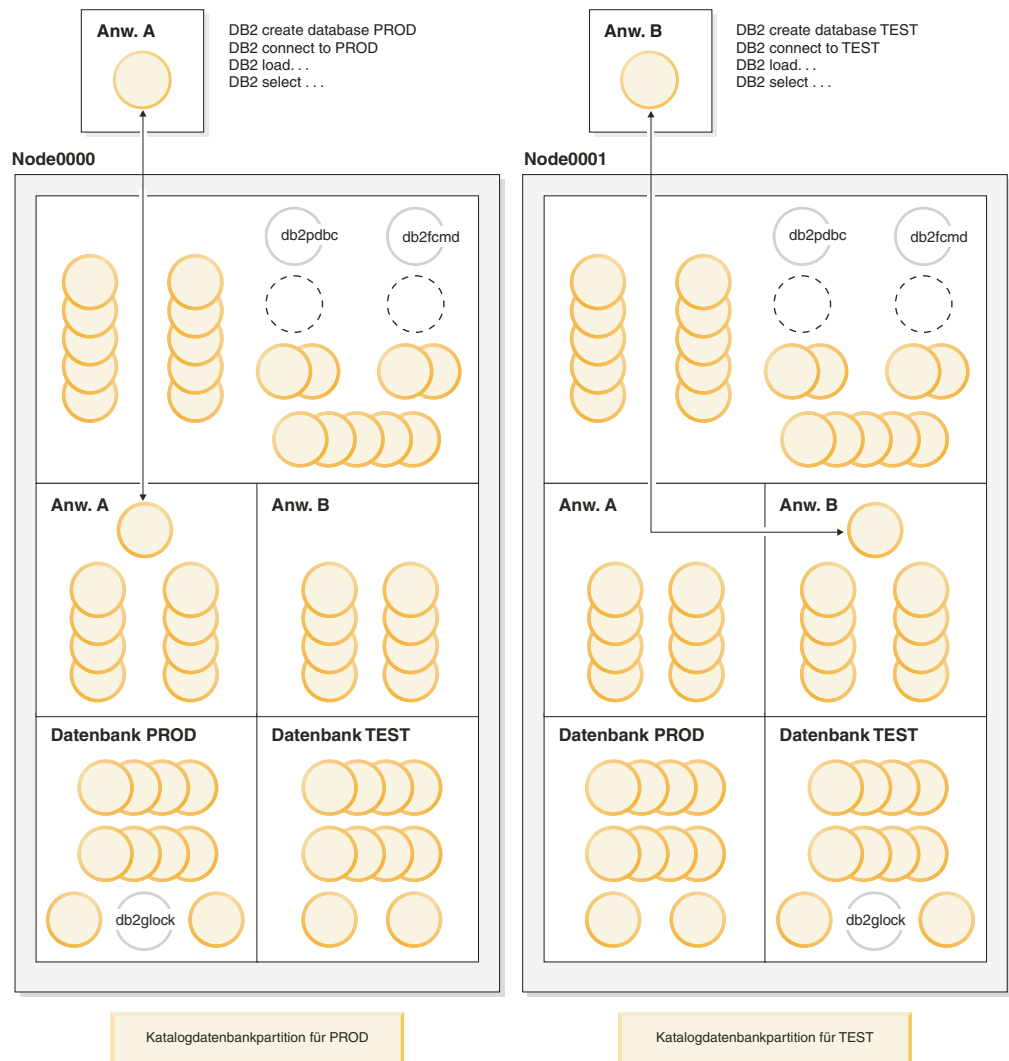 Anw. A
DB2 create database PROD
DB2 connect to PROD
DB2 load. . .
DB2 select . . .
Anw. B
DB2 create database TEST
DB2 connect to TEST
DB2 load. . .
DB2 select . . .
Node0000
db2pdbc
db2fcmd
Anw. A
Anw. B
Datenbank PROD
Datenbank TEST
db2glock
Katalogdatenbankpartition für PROD
Node0001
db2pdbc
db2fcmd
Anw. A
Anw. B
Datenbank PROD
Datenbank TEST
db2glock
Katalogdatenbankpartition für TEST